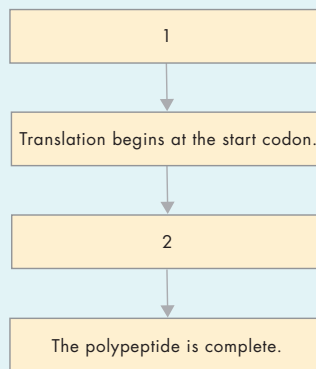 1
Translation begins at the start codon.
2
The polypeptide is complete.